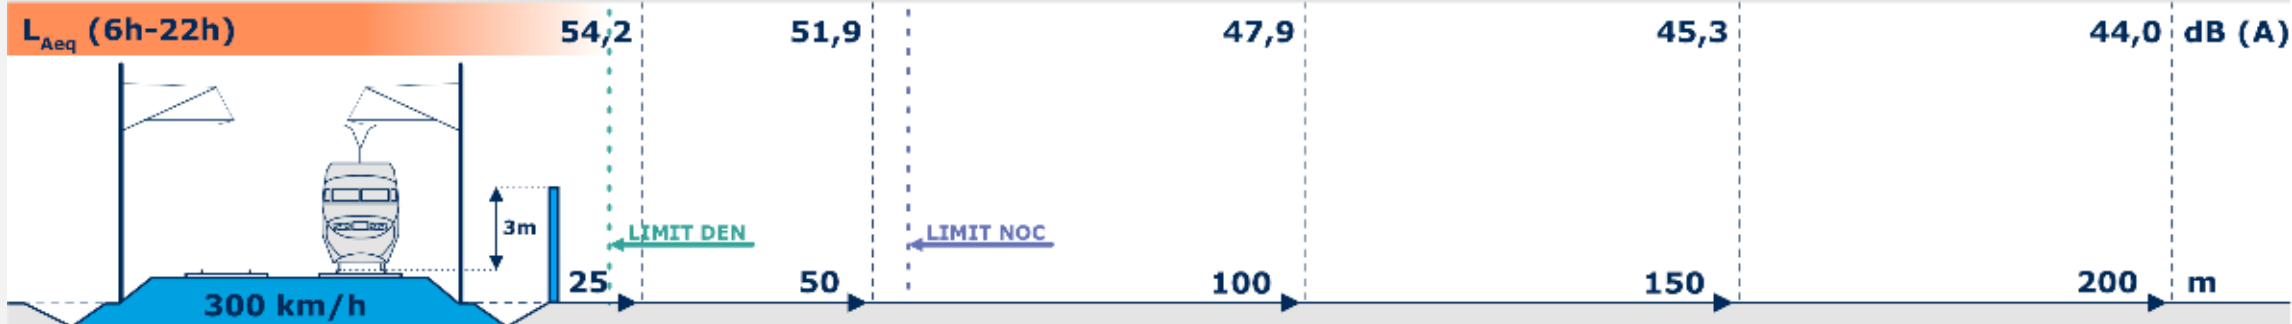 L_Aeq (6h-22h) 54,2 51,9 47,9 45,3 44,0 dB (A)
3m
LIMIT DEN LIMIT NOC
25 50 100 150 200 m
300 km/h